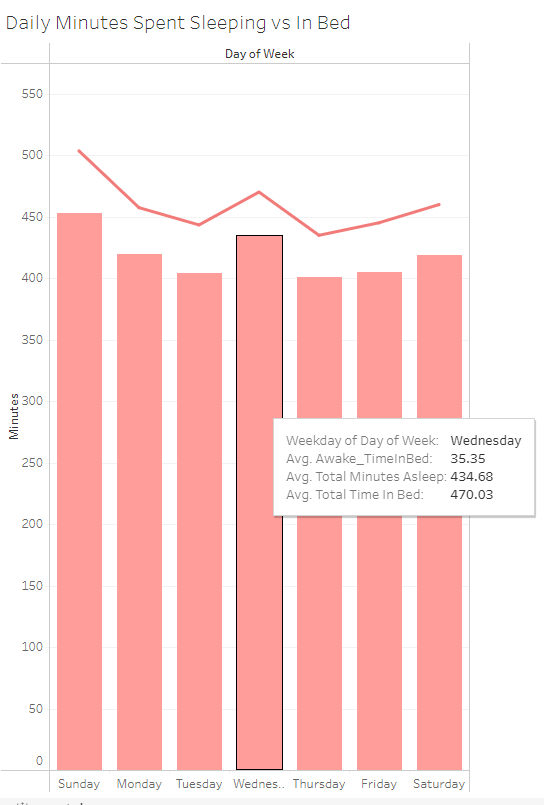 Daily Minutes Spent Sleeping vs In Bed
Day of Week
550
500
450
400
350
300
250
200
150
100
50
0
Minutes
Weekday of Day of Week: Wednesday
Avg. Awake_TimeInBed: 35.35
Avg. Total Minutes Asleep: 434.68
Avg. Total Time In Bed: 470.03
Sunday Monday Tuesday Wednes.. Thursday Friday Saturday